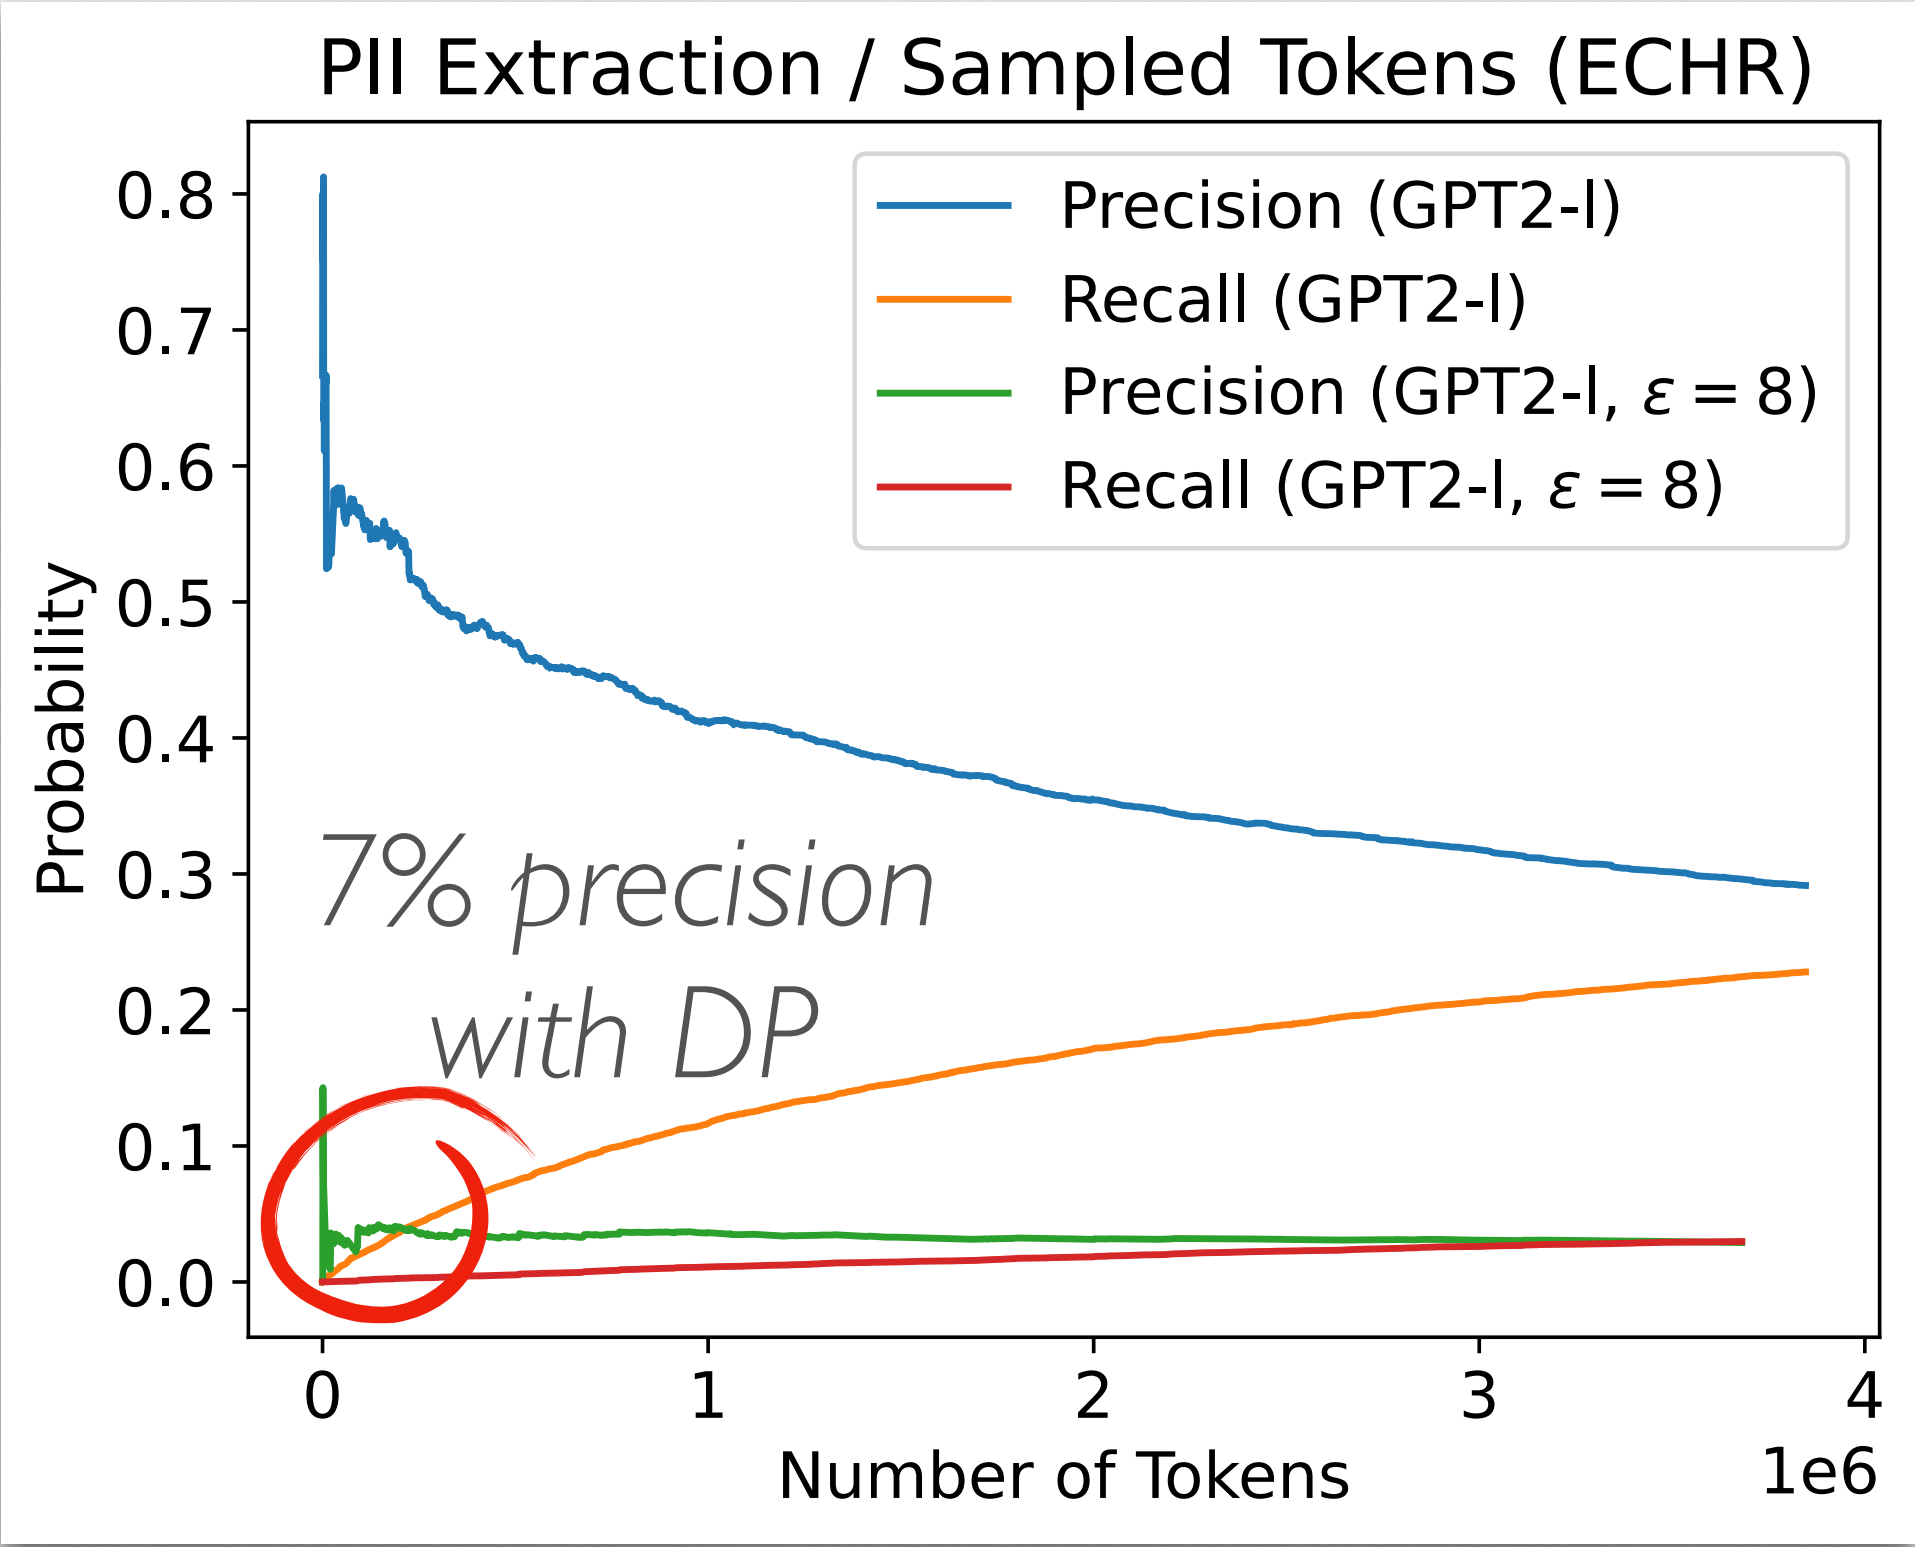 PII Extraction / Sampled Tokens (ECHR)
Precision (GPT2-l)
Recall (GPT2-l)
Precision (GPT2-l, ε = 8)
Recall (GPT2-l, ε = 8)
Probability
0.8
0.7
0.6
0.5
0.4
0.3
0.2
0.1
0.0
7% precision
with DP
0 1 2 3 4
1e6
Number of Tokens